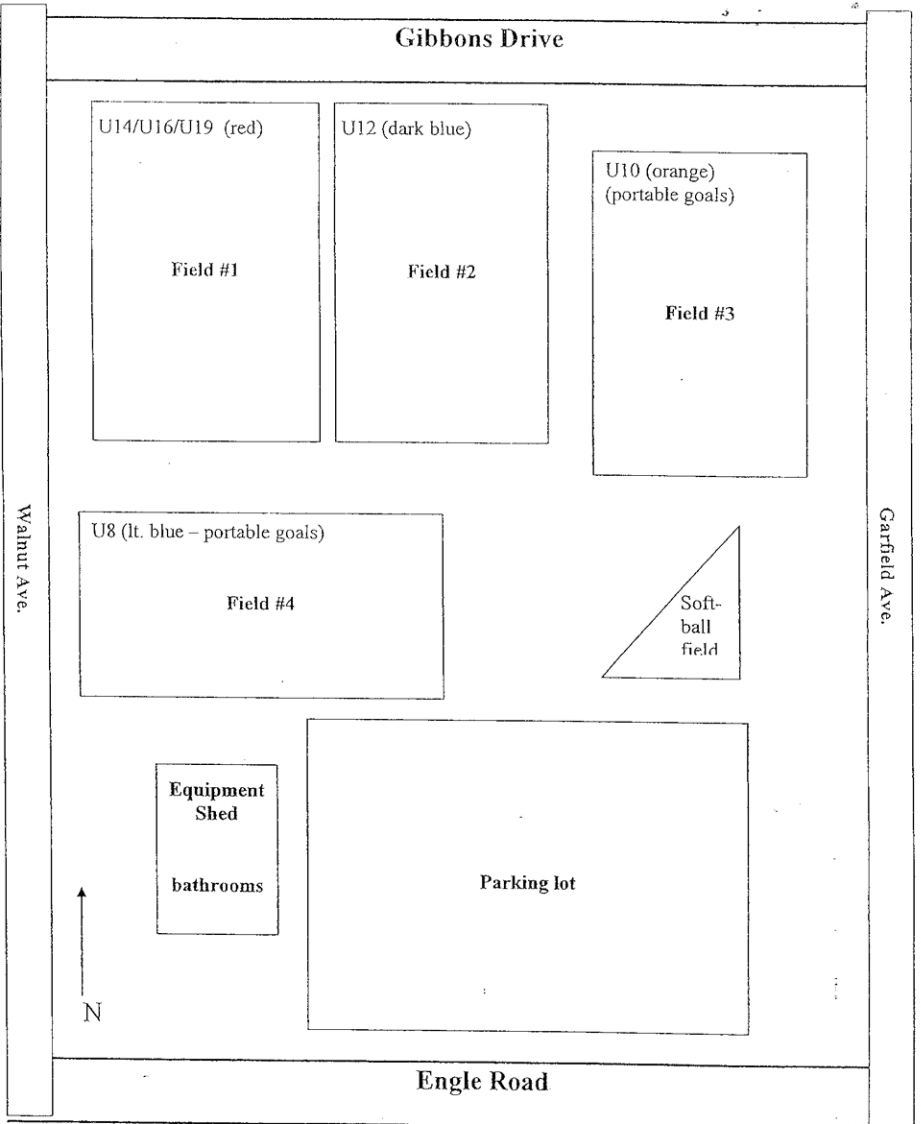 Gibbons Drive
U14/U16/U19 (red)
Field #1
U12 (dark blue)
Field #2
U10 (orange)
(portable goals)
Field #3
Walnut Ave.
Garfield Ave.
U8 (lt. blue – portable goals)
Field #4
Soft-
ball
field
Equipment
Shed
bathrooms
Parking lot
N
Engle Road